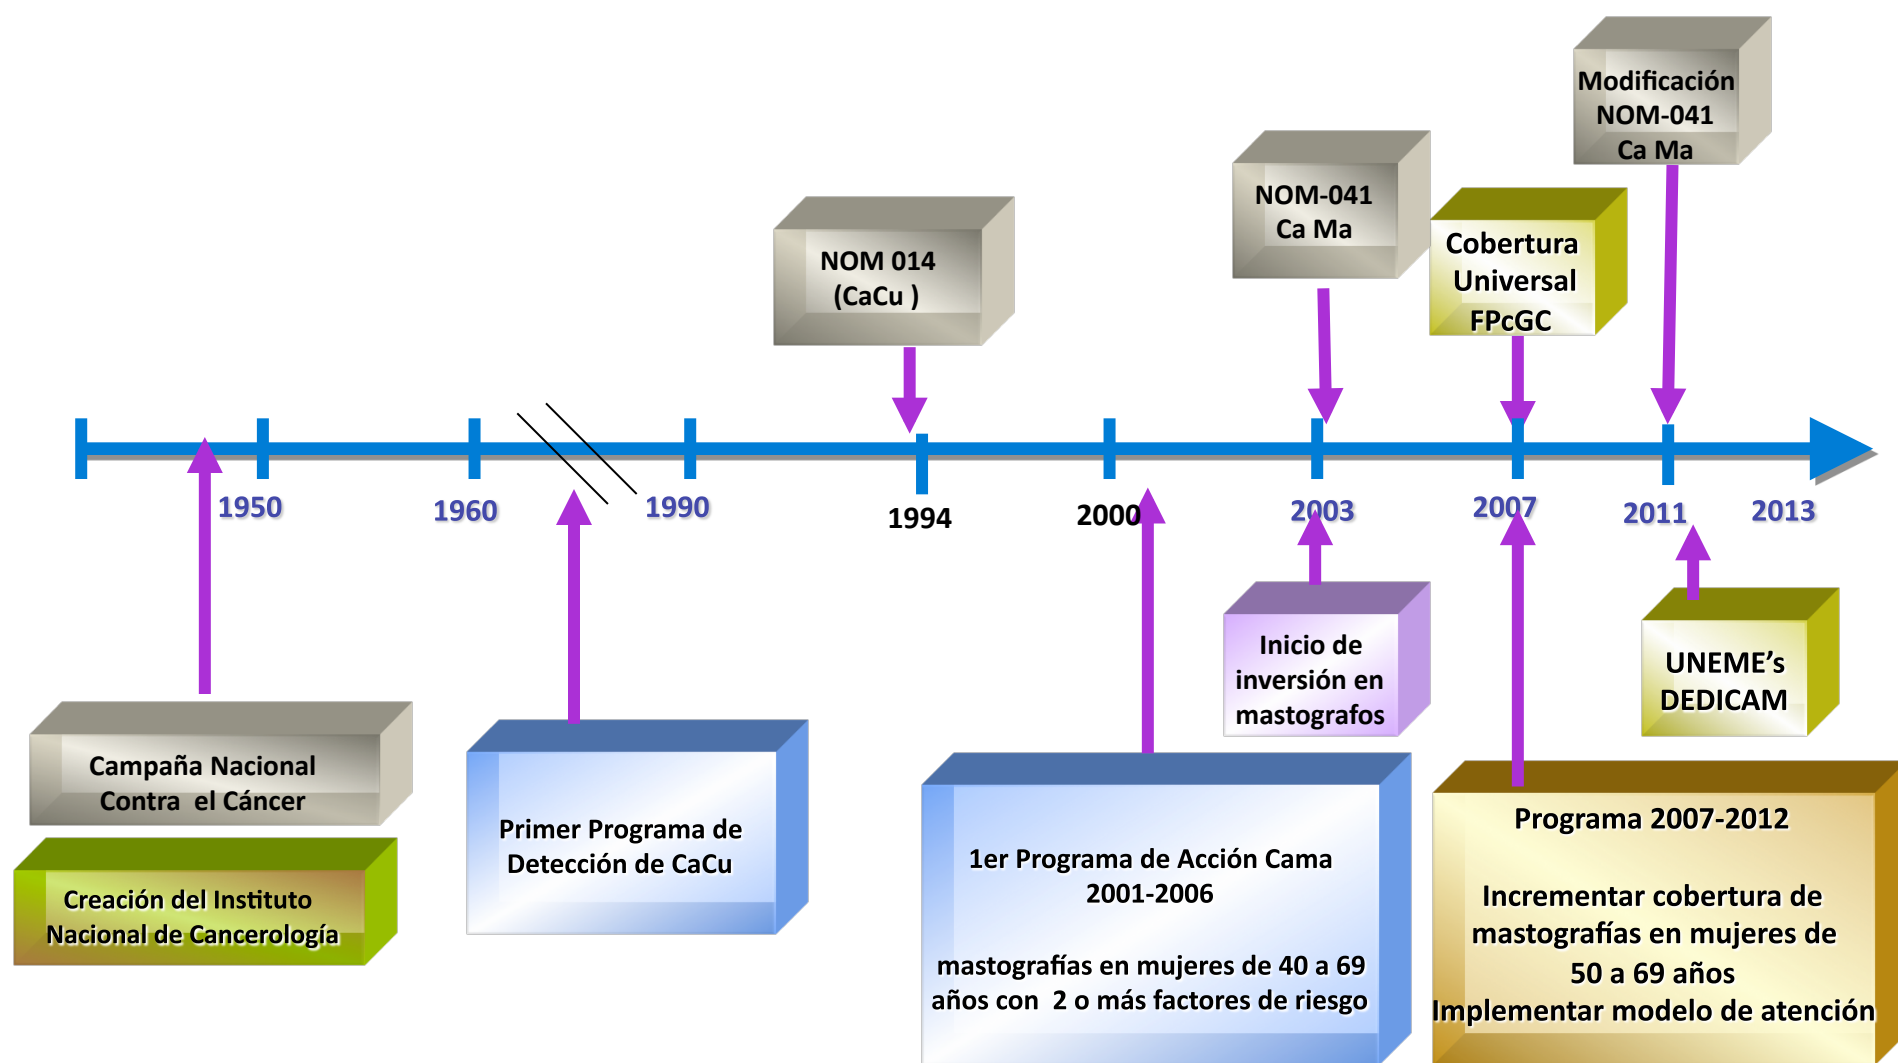 Modificación
NOM-041
Ca Ma
NOM-041
Ca Ma
Cobertura
Universal
FPcGC
NOM 014
(CaCu )
1950
1960
1990
1994
2000
2003
2007
2011
2013
Campaña Nacional
Contra el Cáncer
Creación del Instituto
Nacional de Cancerología
Primer Programa de
Detección de CaCu
1er Programa de Acción Cama
2001-2006
mastografías en mujeres de 40 a 69
años con 2 o más factores de riesgo
Inicio de
inversión en
mastografos
Programa 2007-2012
Incrementar cobertura de
mastografías en mujeres de
50 a 69 años
Implementar modelo de atención
UNEME’s
DEDICAM